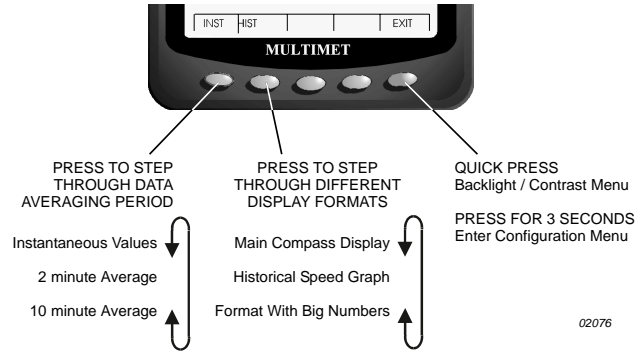 INST HIST EXIT
MULTIMET
PRESS TO STEP
THROUGH DATA
AVERAGING PERIOD
Instantaneous Values
2 minute Average
10 minute Average
PRESS TO STEP
THROUGH DIFFERENT
DISPLAY FORMATS
Main Compass Display
Historical Speed Graph
Format With Big Numbers
QUICK PRESS
Backlight / Contrast Menu
PRESS FOR 3 SECONDS
Enter Configuration Menu
02076